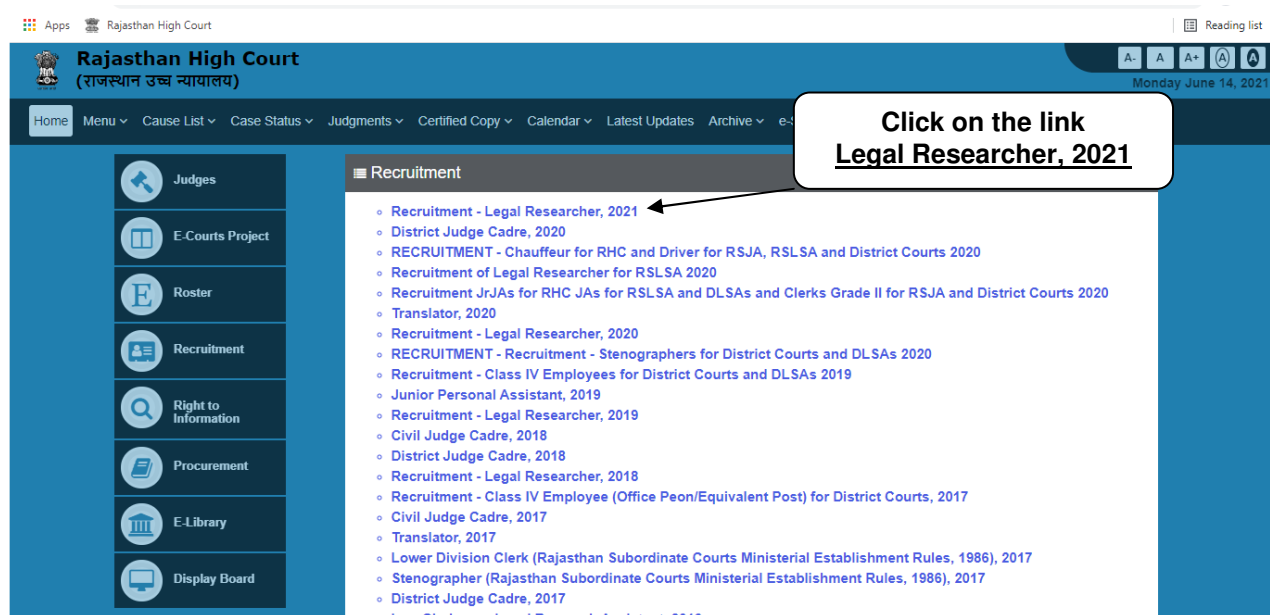 Apps Rajasthan High Court Reading list
Rajasthan High Court
(राजस्थान उच्च न्यायालय)
A- A A+ A A
Monday June 14, 2021
Home Menu Cause List Case Status Judgments Certified Copy Calendar Latest Updates Archive
Click on the link
Legal Researcher, 2021
Judges
E-Courts Project
E
Roster
Recruitment
Right to
Information
Procurement
E-Library
Display Board
Recruitment
Recruitment - Legal Researcher, 2021
District Judge Cadre, 2020
RECRUITMENT - Chauffeur for RHC and Driver for RSJA, RSLSA and District Courts 2020
Recruitment of Legal Researcher for RSLSA 2020
Recruitment JrJAs for RHC JAs for RSLSA and DLSAs and Clerks Grade II for RSJA and District Courts 2020
Translator, 2020
Recruitment - Legal Researcher, 2020
RECRUITMENT - Recruitment - Stenographers for District Courts and DLSAs 2020
Recruitment - Class IV Employees for District Courts and DLSAs 2019
Junior Personal Assistant, 2019
Recruitment - Legal Researcher, 2019
Civil Judge Cadre, 2018
District Judge Cadre, 2018
Recruitment - Legal Researcher, 2018
Recruitment - Class IV Employee (Office Peon/Equivalent Post) for District Courts, 2017
Civil Judge Cadre, 2017
Translator, 2017
Lower Division Clerk (Rajasthan Subordinate Courts Ministerial Establishment Rules, 1986), 2017
Stenographer (Rajasthan Subordinate Courts Ministerial Establishment Rules, 1986), 2017
District Judge Cadre, 2017